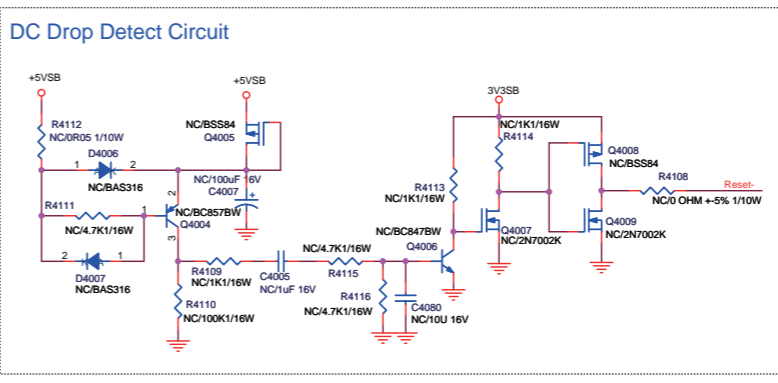 DC Drop Detect Circuit
+5VSB
+5VSB
3V3SB
R4112
NC/0R05 1/10W
NC/BSS84
Q4005
NC/1K1/16W
R4114
D4006
1
2
NC/BAS316
NC/100uF 16V
C4007
+
Q4008
NC/BSS84
R4108
Reset-
NC/0 OHM +-5% 1/10W
R4111
NC/4.7K1/16W
1
2
3
NC/BC857BW
Q4004
R4113
NC/1K1/16W
Q4007
NC/2N7002K
Q4009
NC/2N7002K
NC/BC847BW
Q4006
2
1
D4007
NC/BAS316
R4109
NC/1K1/16W
C4005
NC/1uF 16V
NC/4.7K1/16W
R4115
R4110
NC/100K1/16W
R4116
NC/4.7K1/16W
C4080
NC/10U 16V